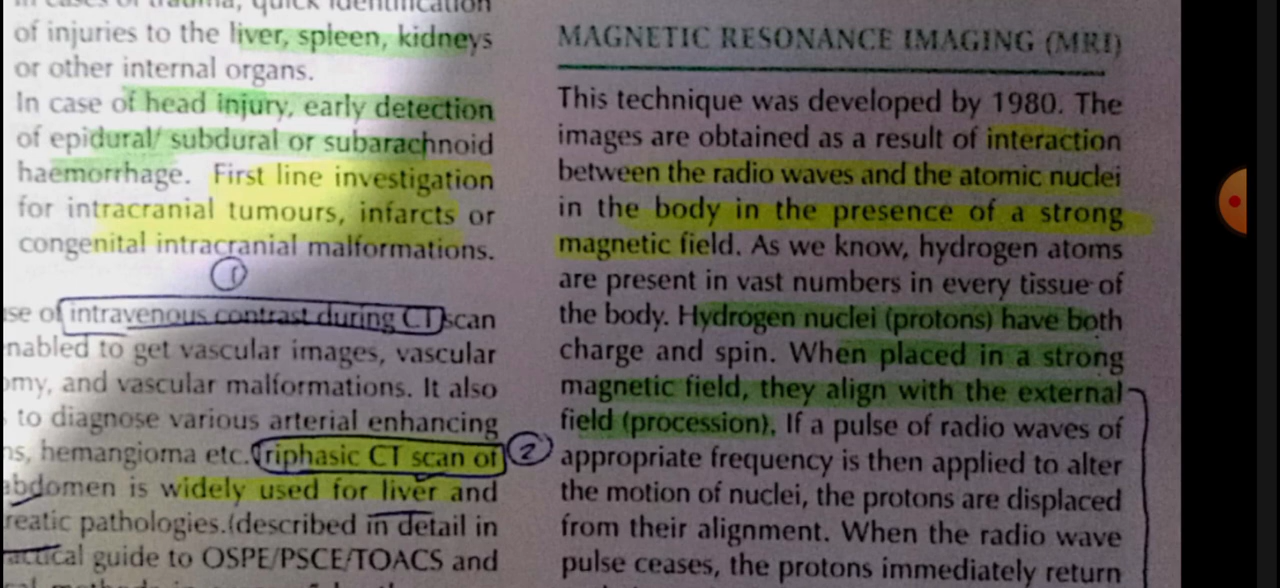 of injuries to the liver, spleen, kidneys
or other internal organs.
In case of head injury, early detection
of epidural/ subdural or subarachnoid
haemorrhage. First line investigation
for intracranial tumours, infarcts or
congenital intracranial malformations.
1
of intravenous contrast during CT scan
to get vascular images, vascular
and vascular malformations. It also
to diagnose various arterial enhancing
hemangioma etc. Triphasic CT scan of
2
abdomen is widely used for liver and
pathologies.(described in detail in
guide to OSPE/PSCE/TOACS and
MAGNETIC RESONANCE IMAGING (MRI)
This technique was developed by 1980. The
images are obtained as a result of interaction
between the radio waves and the atomic nuclei
in the body in the presence of a strong
magnetic field. As we know, hydrogen atoms
are present in vast numbers in every tissue of
the body. Hydrogen nuclei (protons) have both
charge and spin. When placed in a strong
magnetic field, they align with the external
field (procession). If a pulse of radio waves of
appropriate frequency is then applied to alter
the motion of nuclei, the protons are displaced
from their alignment. When the radio wave
pulse ceases, the protons immediately return